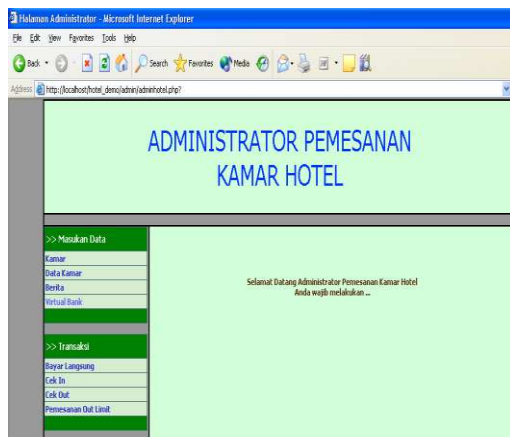 Halaman Administrator - Microsoft Internet Explorer
File Edit View Favorites Tools Help
Back Search Favorites Media
Address http://localhost/hotel_demo/admin/adminhotel.php?
ADMINISTRATOR PEMESANAN
KAMAR HOTEL
>> Masukan Data
Kamar
Data Kamar
Berita
Virtual Bank
Selamat Datang Administrator Pemesanan Kamar Hotel
Anda wajib melakukan ...
>> Transaksi
Bayar Langsung
Cek In
Cek Out
Pemesanan Out Limit